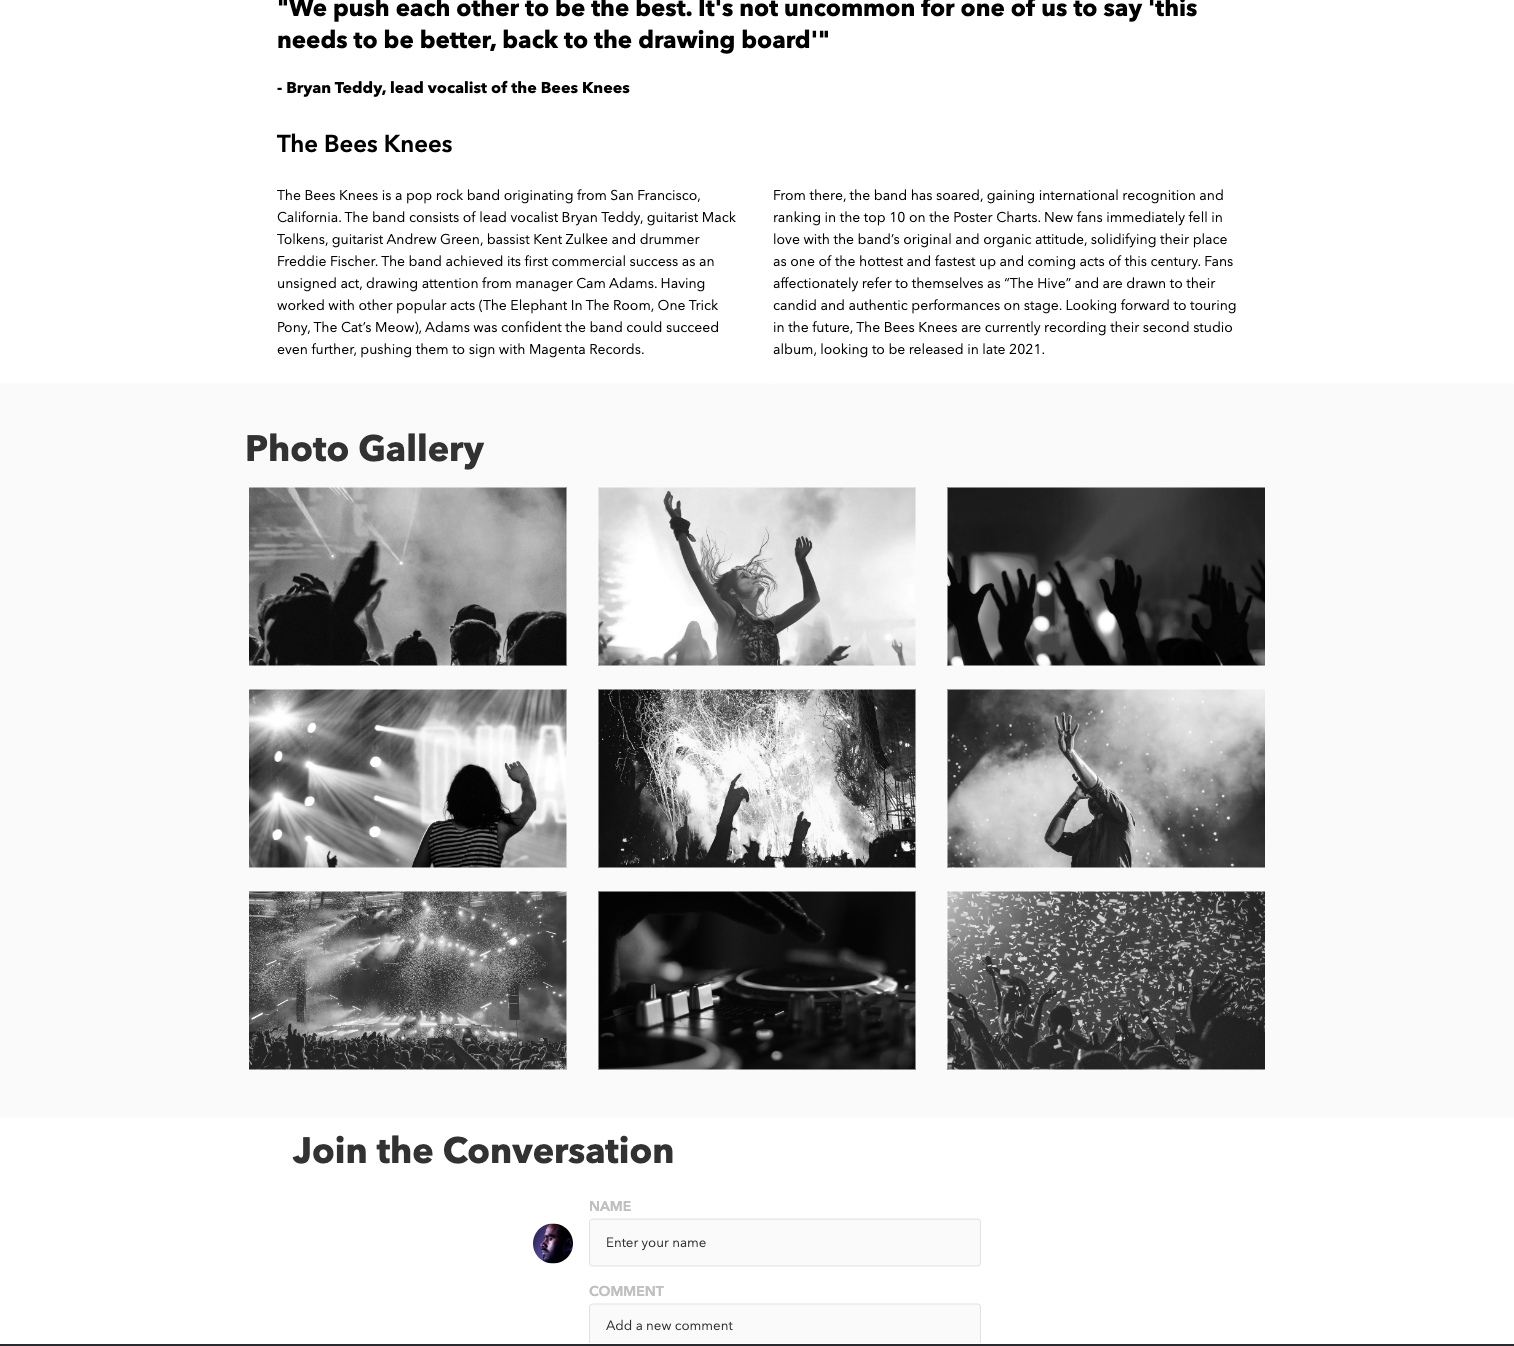 "We push each other to be the best. It's not uncommon for one of us to say 'this
needs to be better, back to the drawing board'"
- Bryan Teddy, lead vocalist of the Bees Knees
The Bees Knees
The Bees Knees is a pop rock band originating from San Francisco,
California. The band consists of lead vocalist Bryan Teddy, guitarist Mack
Tolkens, guitarist Andrew Green, bassist Kent Zulkee and drummer
Freddie Fischer. The band achieved its first commercial success as an
unsigned act, drawing attention from manager Cam Adams. Having
worked with other popular acts (The Elephant In The Room, One Trick
Pony, The Cat’s Meow), Adams was confident the band could succeed
even further, pushing them to sign with Magenta Records.
From there, the band has soared, gaining international recognition and
ranking in the top 10 on the Poster Charts. New fans immediately fell in
love with the band’s original and organic attitude, solidifying their place
as one of the hottest and fastest up and coming acts of this century. Fans
affectionately refer to themselves as “The Hive” and are drawn to their
candid and authentic performances on stage. Looking forward to touring
in the future, The Bees Knees are currently recording their second studio
album, looking to be released in late 2021.
Photo Gallery
Join the Conversation
NAME
Enter your name
COMMENT
Add a new comment